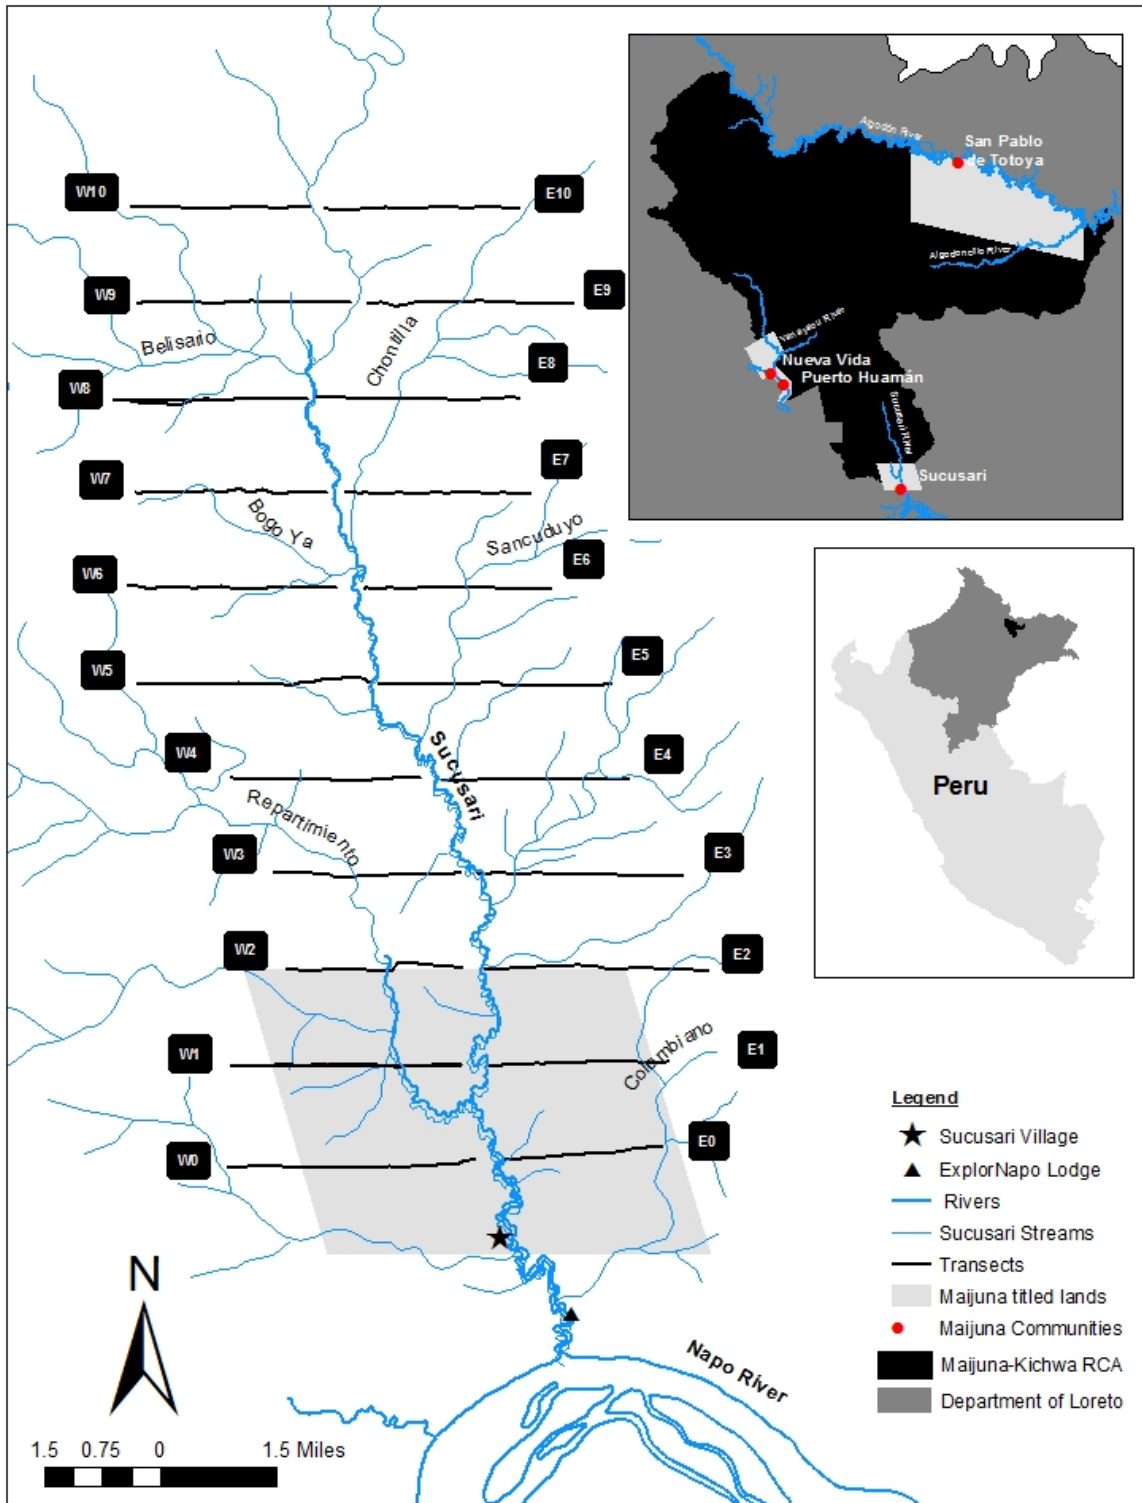 W10
E10
W9
E9
Belisario
Chontilla
W8
E8
W7
E7
Bogo Ya
Sancuduyo
W6
E6
W5
E5
Sucusari
W4
E4
Repartimiento
W3
E3
W2
E2
W1
Columbiano
E1
W0
E0
N
Napo River
1.5 0.75 0 1.5 Miles
Algodón River
San Pablo
de Totoya
Algodoncillo River
Yanayacu River
Nueva Vida
Puerto Huamán
Sucusari River
Sucusari
Peru
Legend
Sucusari Village
ExplorNapo Lodge
Rivers
Sucusari Streams
Transects
Maijuna titled lands
Maijuna Communities
Maijuna-Kichwa RCA
Department of Loreto